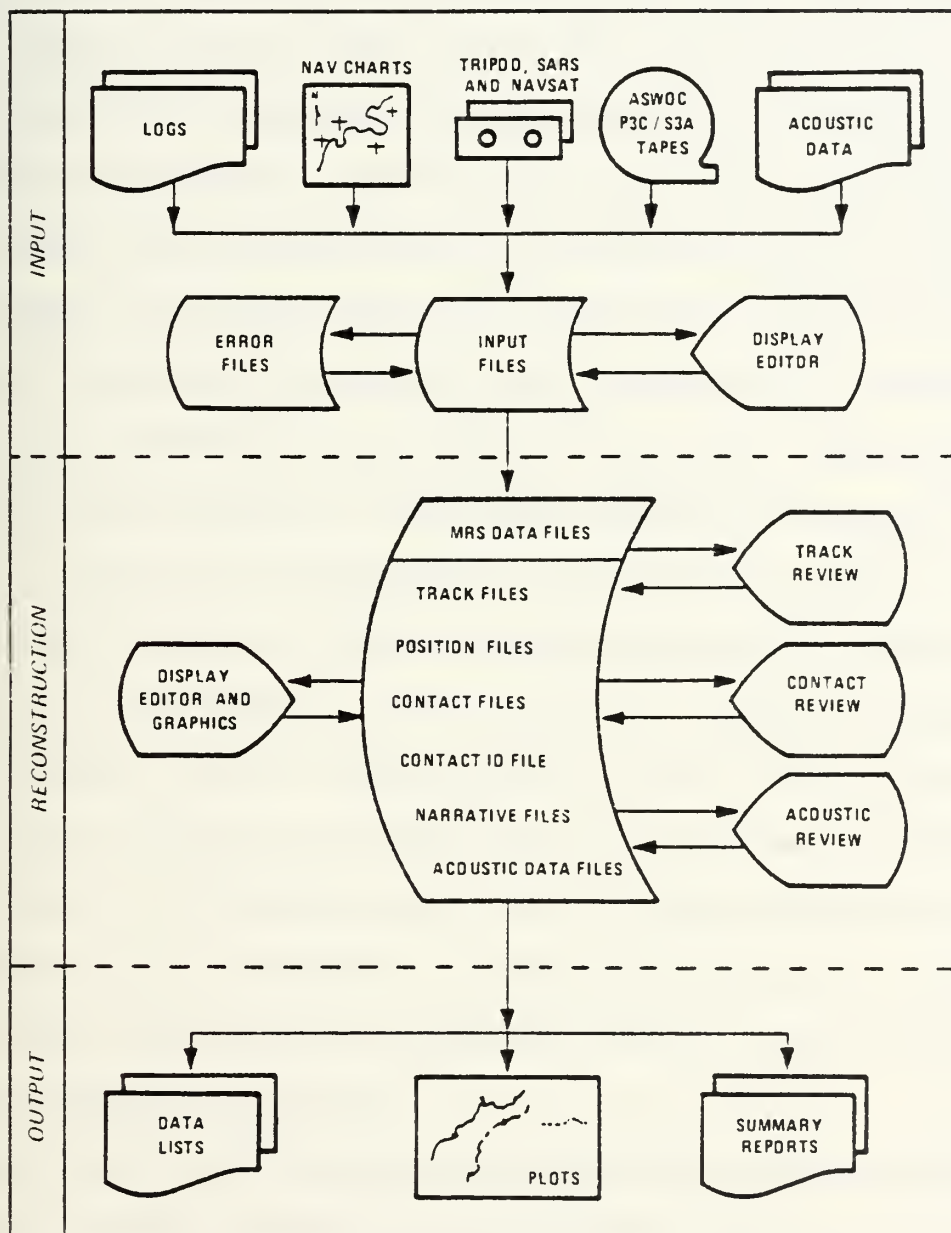 INPUT
LOGS
NAV CHARTS
N
TRIPOD, SARS
AND NAVSAT
ASWOC
P3C / S3A
TAPES
ACOUSTIC
DATA
ERROR
FILES
INPUT
FILES
DISPLAY
EDITOR
RECONSTRUCTION
MRS DATA FILES
TRACK FILES
POSITION FILES
CONTACT FILES
CONTACT ID FILE
NARRATIVE FILES
ACOUSTIC DATA FILES
TRACK
REVIEW
DISPLAY
EDITOR AND
GRAPHICS
CONTACT
REVIEW
ACOUSTIC
REVIEW
OUTPUT
DATA
LISTS
PLOTS
SUMMARY
REPORTS